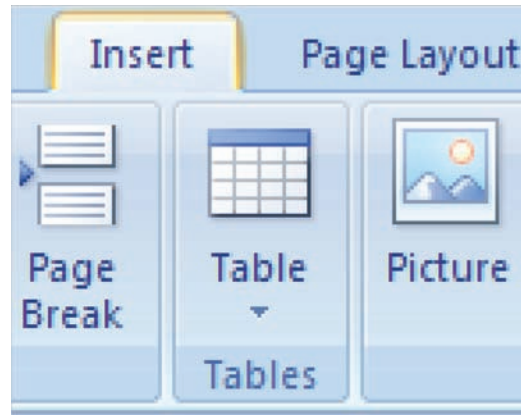 Insert Page Layout
Page Break
Table
Picture
Tables